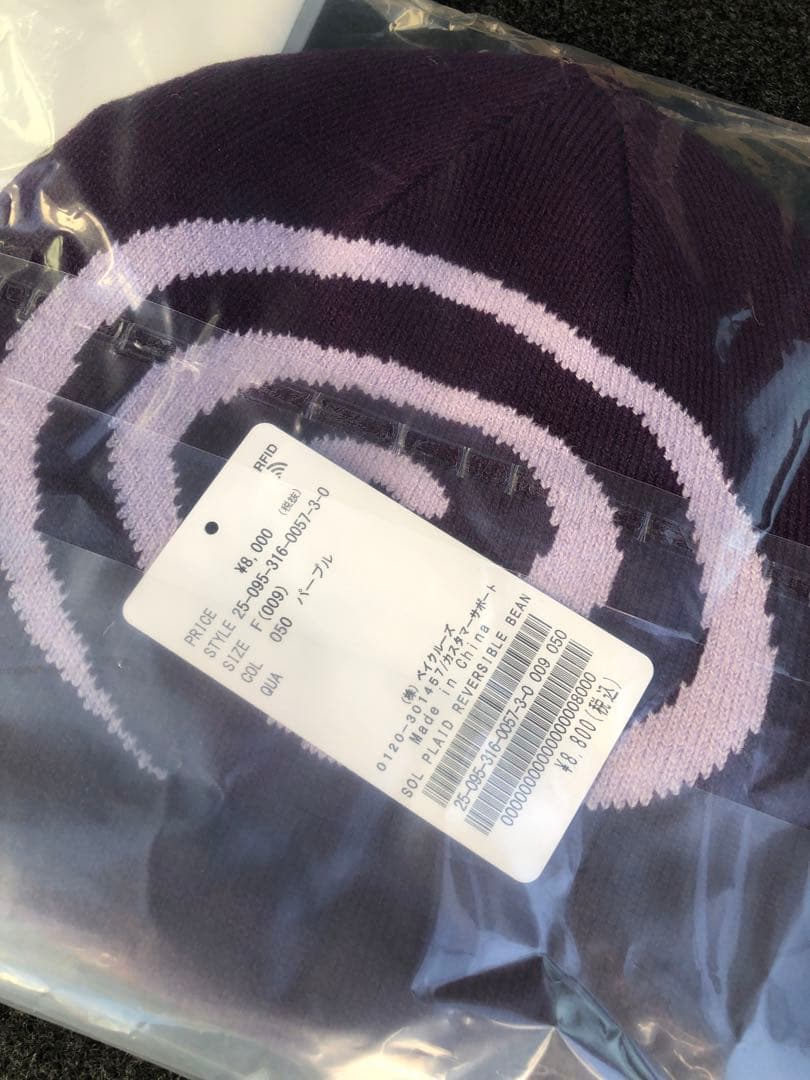 RFID
PRICE ¥8,000 (税抜)
STYLE 25-095-316-0057-3-0
SIZE F(009)
COL 050 パープル
QUA
(株) ベイクルーズ
0120-301457/カスタマーサポート
Made in China
SOL PLAID REVERSIBLE BEAN
25-095-316-0057-3-0 009 050
¥8,800(税込)